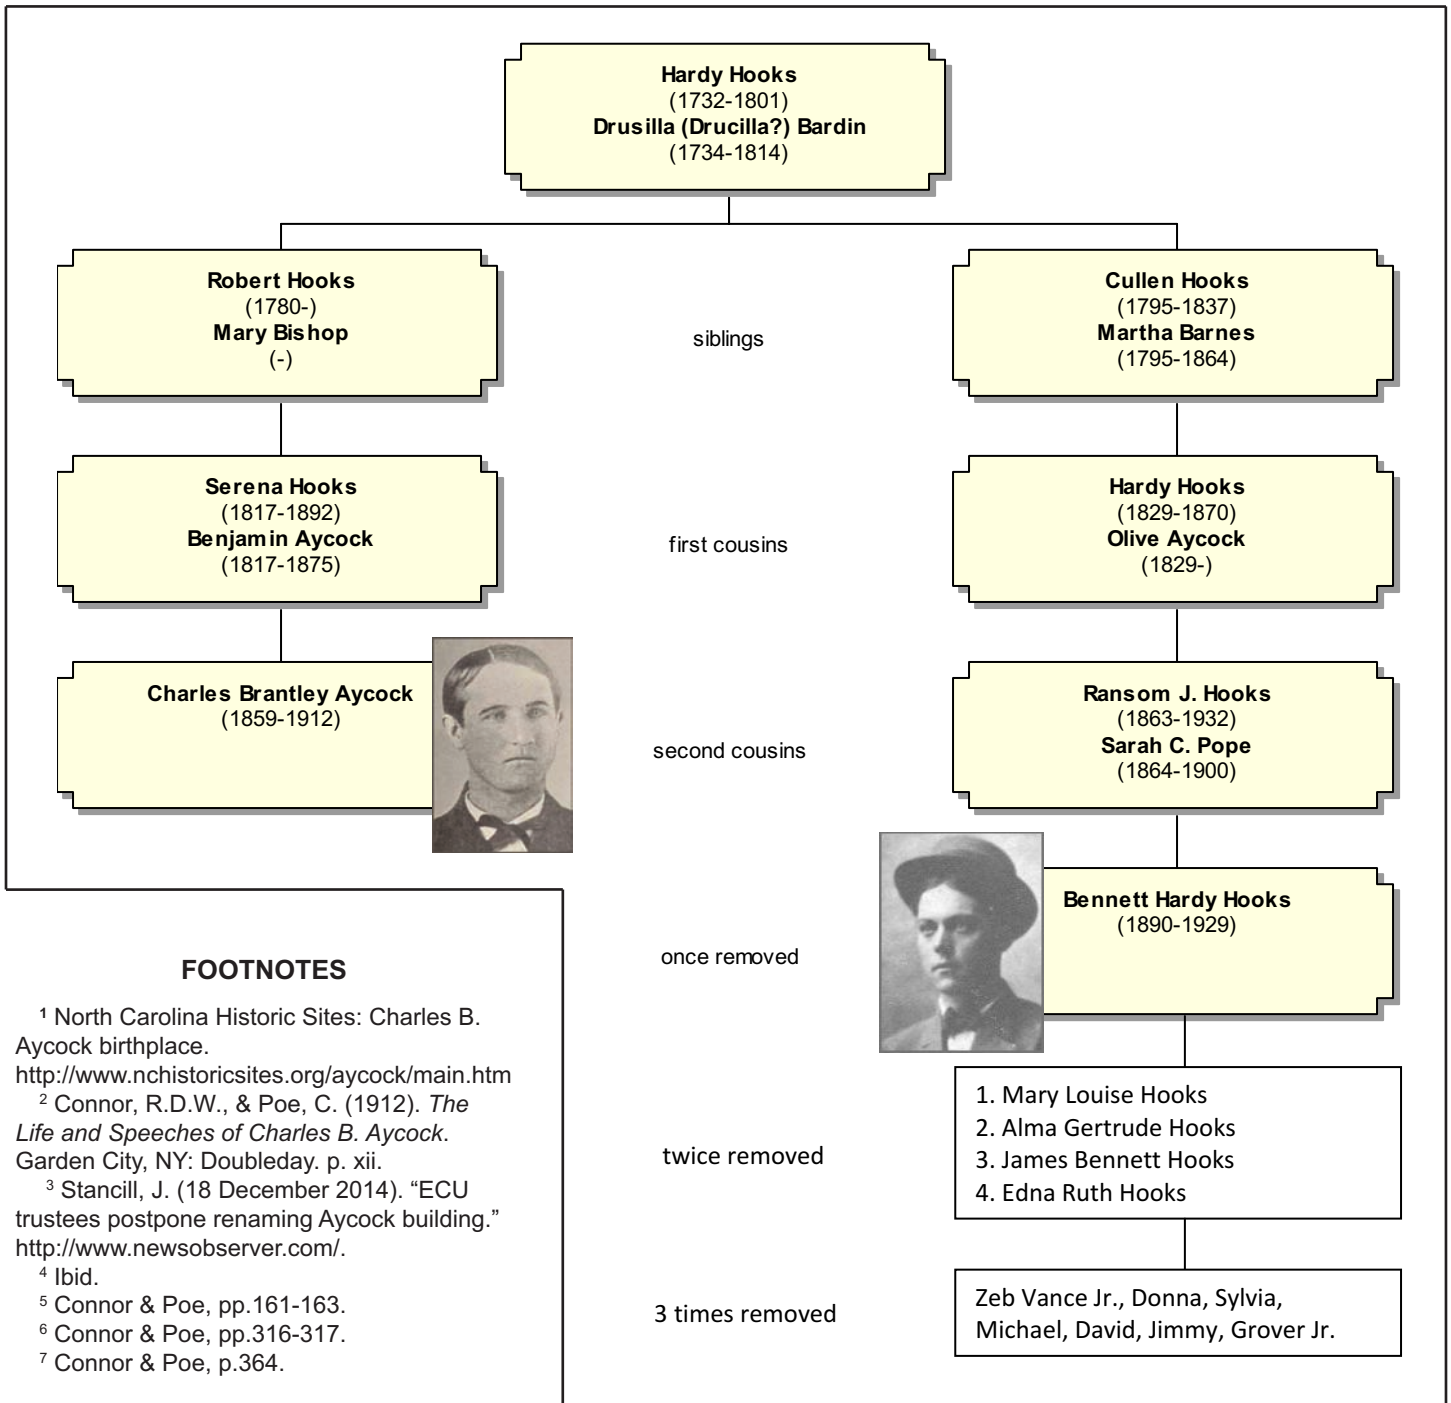 Hardy Hooks
(1732-1801)
Drusilla (Drucilla?) Bardin
(1734-1814)
Robert Hooks
(1780-)
Mary Bishop
(-)
siblings
Cullen Hooks
(1795-1837)
Martha Barnes
(1795-1864)
Serena Hooks
(1817-1892)
Benjamin Aycock
(1817-1875)
first cousins
Hardy Hooks
(1829-1870)
Olive Aycock
(1829-)
Charles Brantley Aycock
(1859-1912)
second cousins
Ransom J. Hooks
(1863-1932)
Sarah C. Pope
(1864-1900)
once removed
Bennett Hardy Hooks
(1890-1929)
twice removed
1. Mary Louise Hooks
2. Alma Gertrude Hooks
3. James Bennett Hooks
4. Edna Ruth Hooks
3 times removed
Zeb Vance Jr., Donna, Sylvia,
Michael, David, Jimmy, Grover Jr.
FOOTNOTES
¹ North Carolina Historic Sites: Charles B.
Aycock birthplace.
http://www.nchistoricsites.org/aycock/main.htm
² Connor, R.D.W., & Poe, C. (1912). The
Life and Speeches of Charles B. Aycock.
Garden City, NY: Doubleday. p. xii.
³ Stancill, J. (18 December 2014). “ECU
trustees postpone renaming Aycock building.”
http://www.newsobserver.com/.
⁴ Ibid.
⁵ Connor & Poe, pp.161-163.
⁶ Connor & Poe, pp.316-317.
⁷ Connor & Poe, p.364.